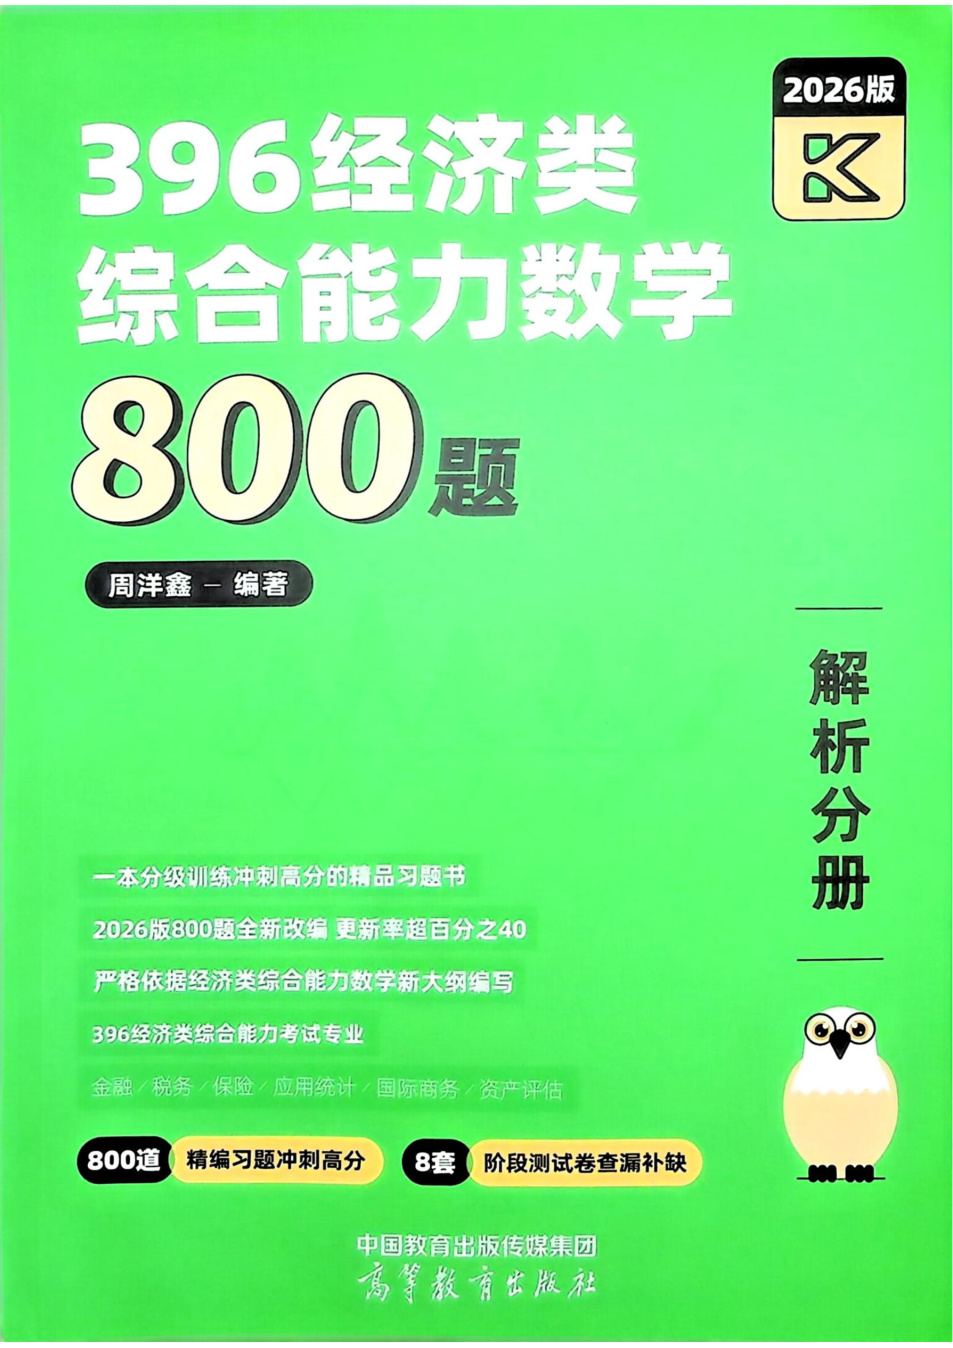 2026版
396经济类
综合能力数学
800题
周洋鑫 — 编著
解析分册
一本分级训练冲刺高分的精品习题书
2026版800题全新改编 更新率超百分之40
严格依据经济类综合能力数学新大纲编写
396经济类综合能力考试专业
金融/税务/保险/应用统计/国际商务/资产评估
800道 精编习题冲刺高分 8套 阶段测试卷查漏补缺
中国教育出版传媒集团
高等教育出版社